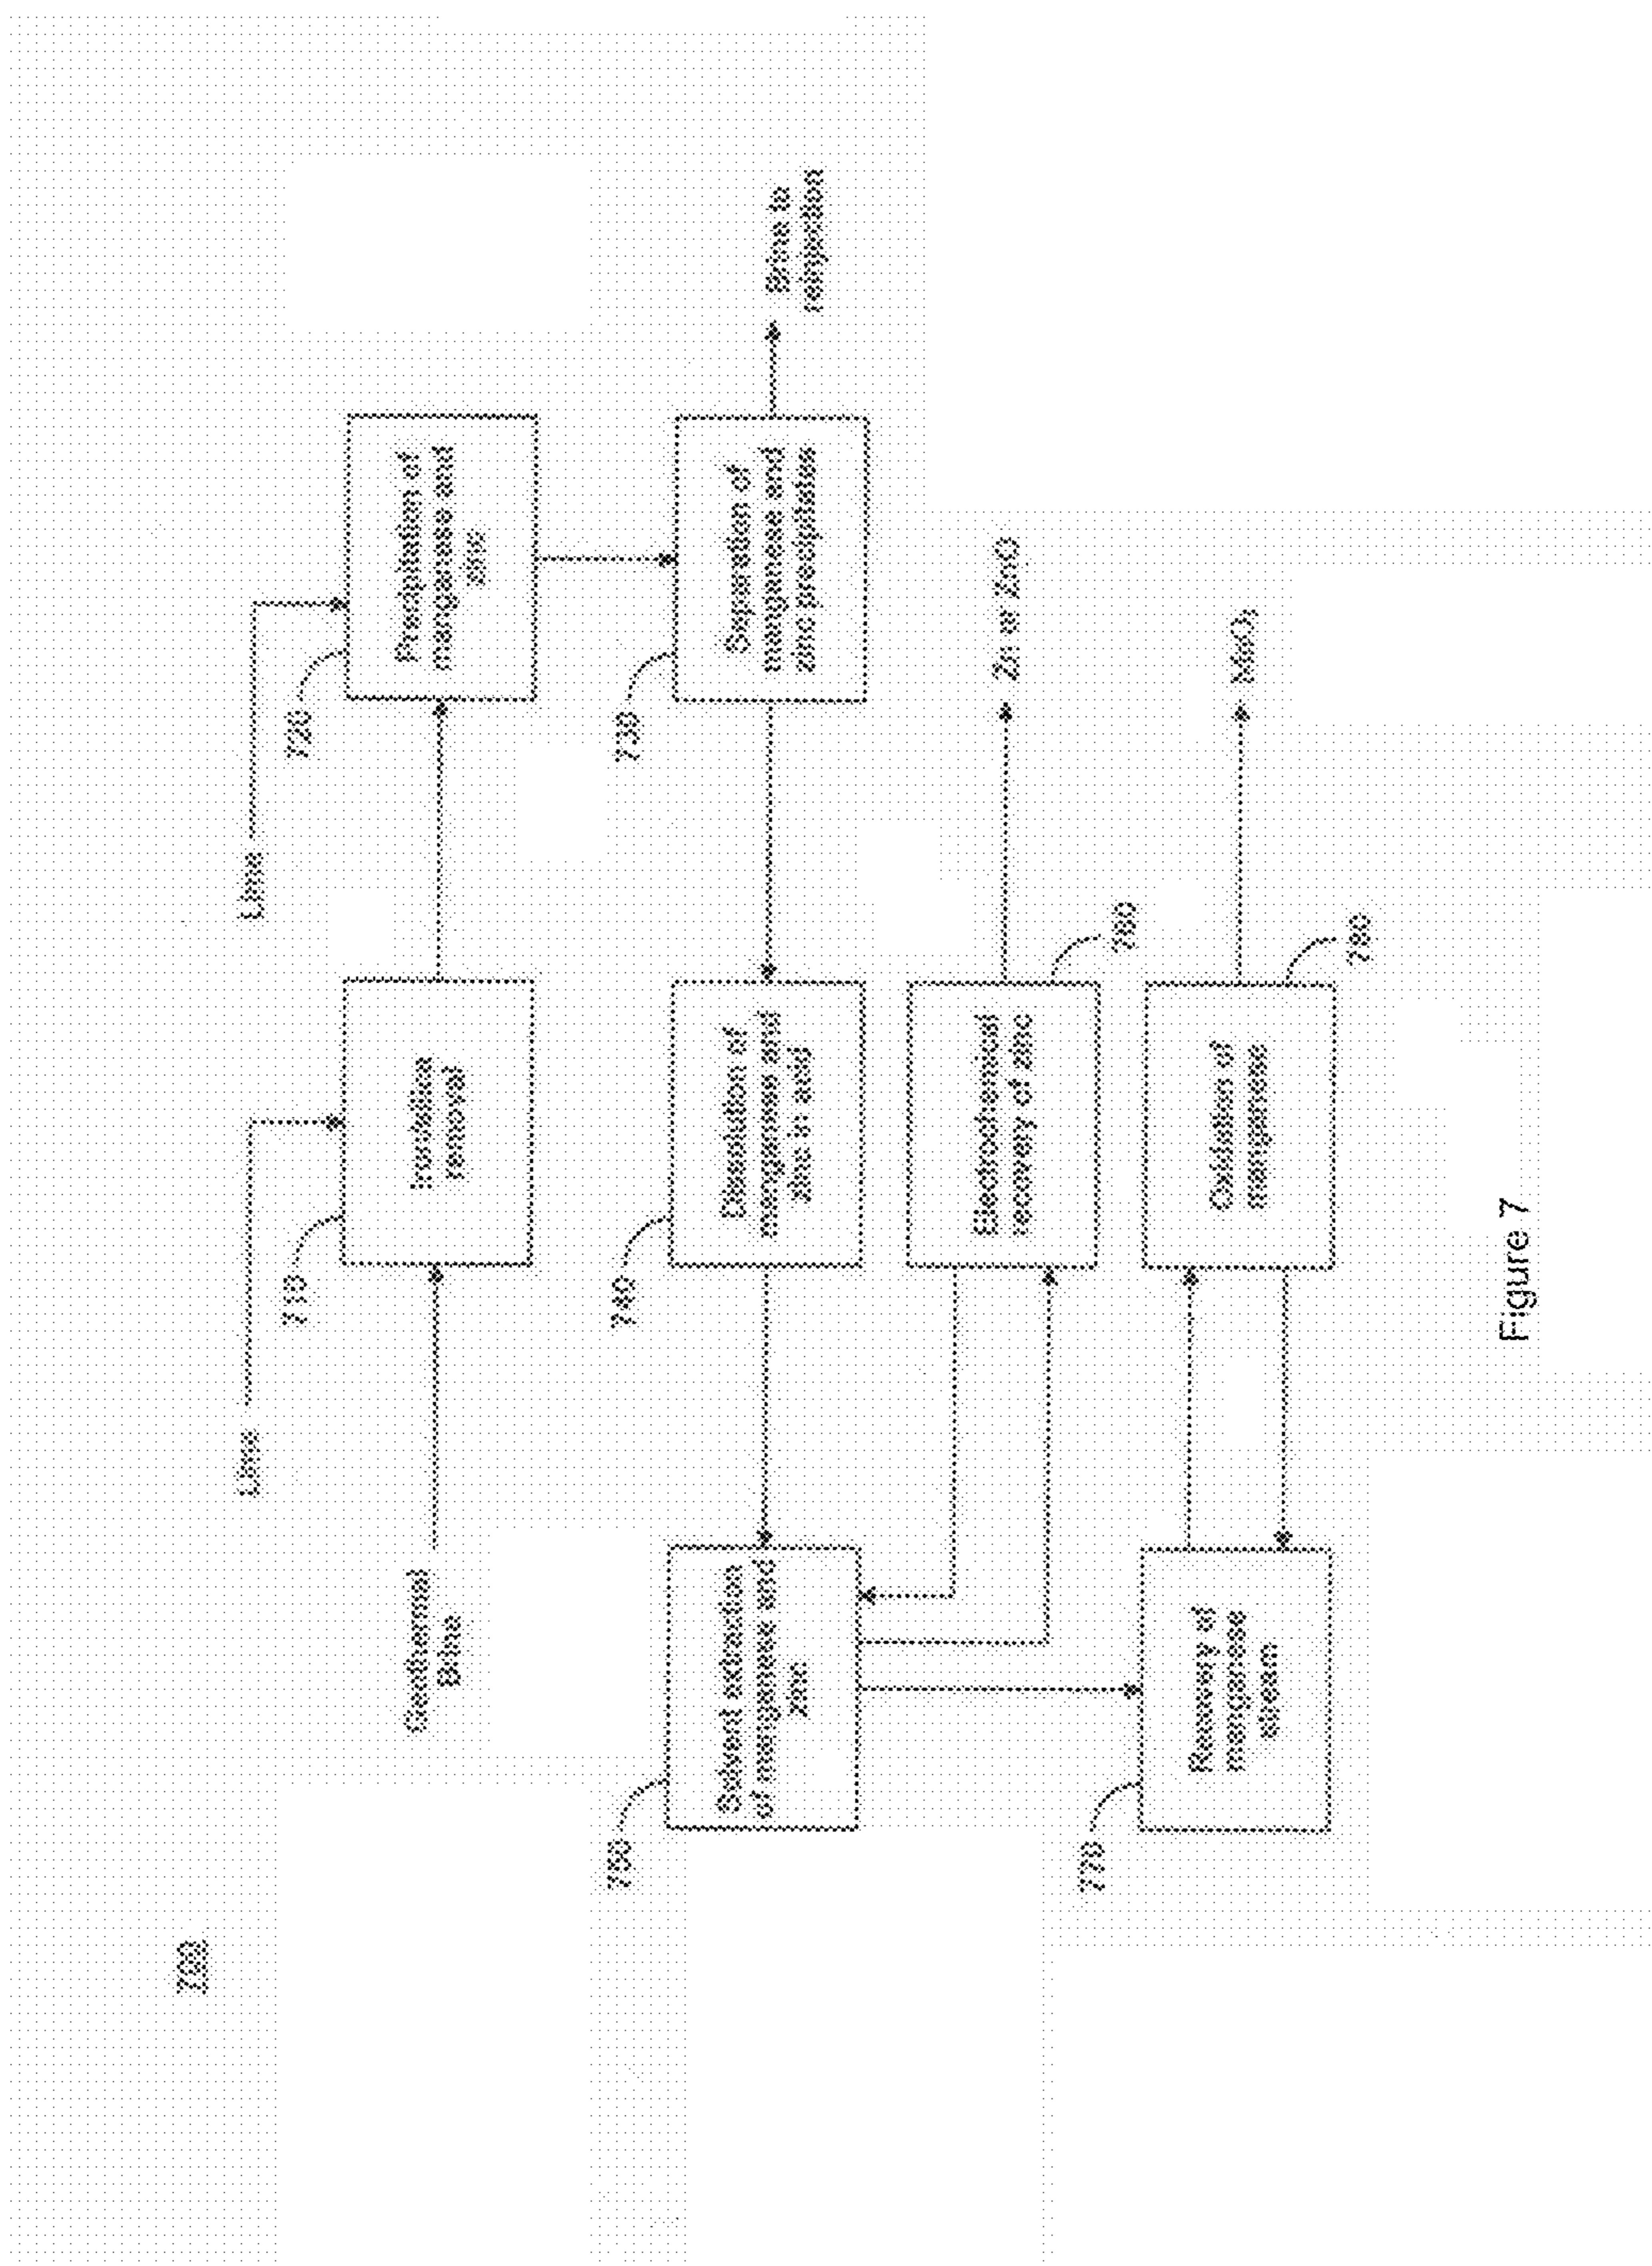 700
Lime
Lime
710
720
Geothermal
Brine
Iron/silica
removal
Precipitation of
manganese and
zinc
750
740
730
Solvent extraction
of manganese and
zinc
Dissolution of
manganese and
zinc in acid
Separation of
manganese and
zinc precipitates
Brine to
reinjection
Electrochemical
recovery of zinc
Zn or ZnO
770
Recovery of
manganese
stream
Oxidation of
manganese
MnO₂
Figure 7